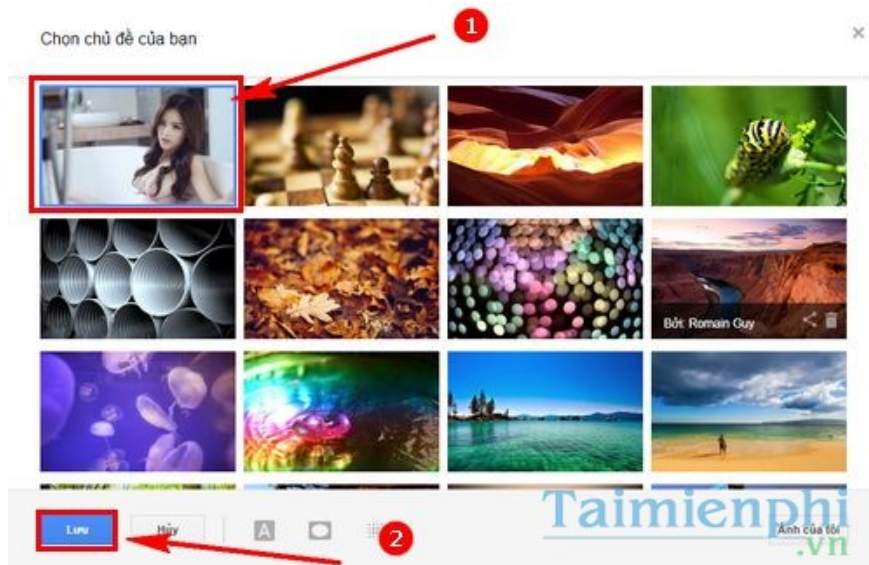 1
Chọn chủ đề của bạn
×
Bởi: Romain Guy
Lưu
Hủy
A
2
Ảnh của tôi
Taimienphi
.vn